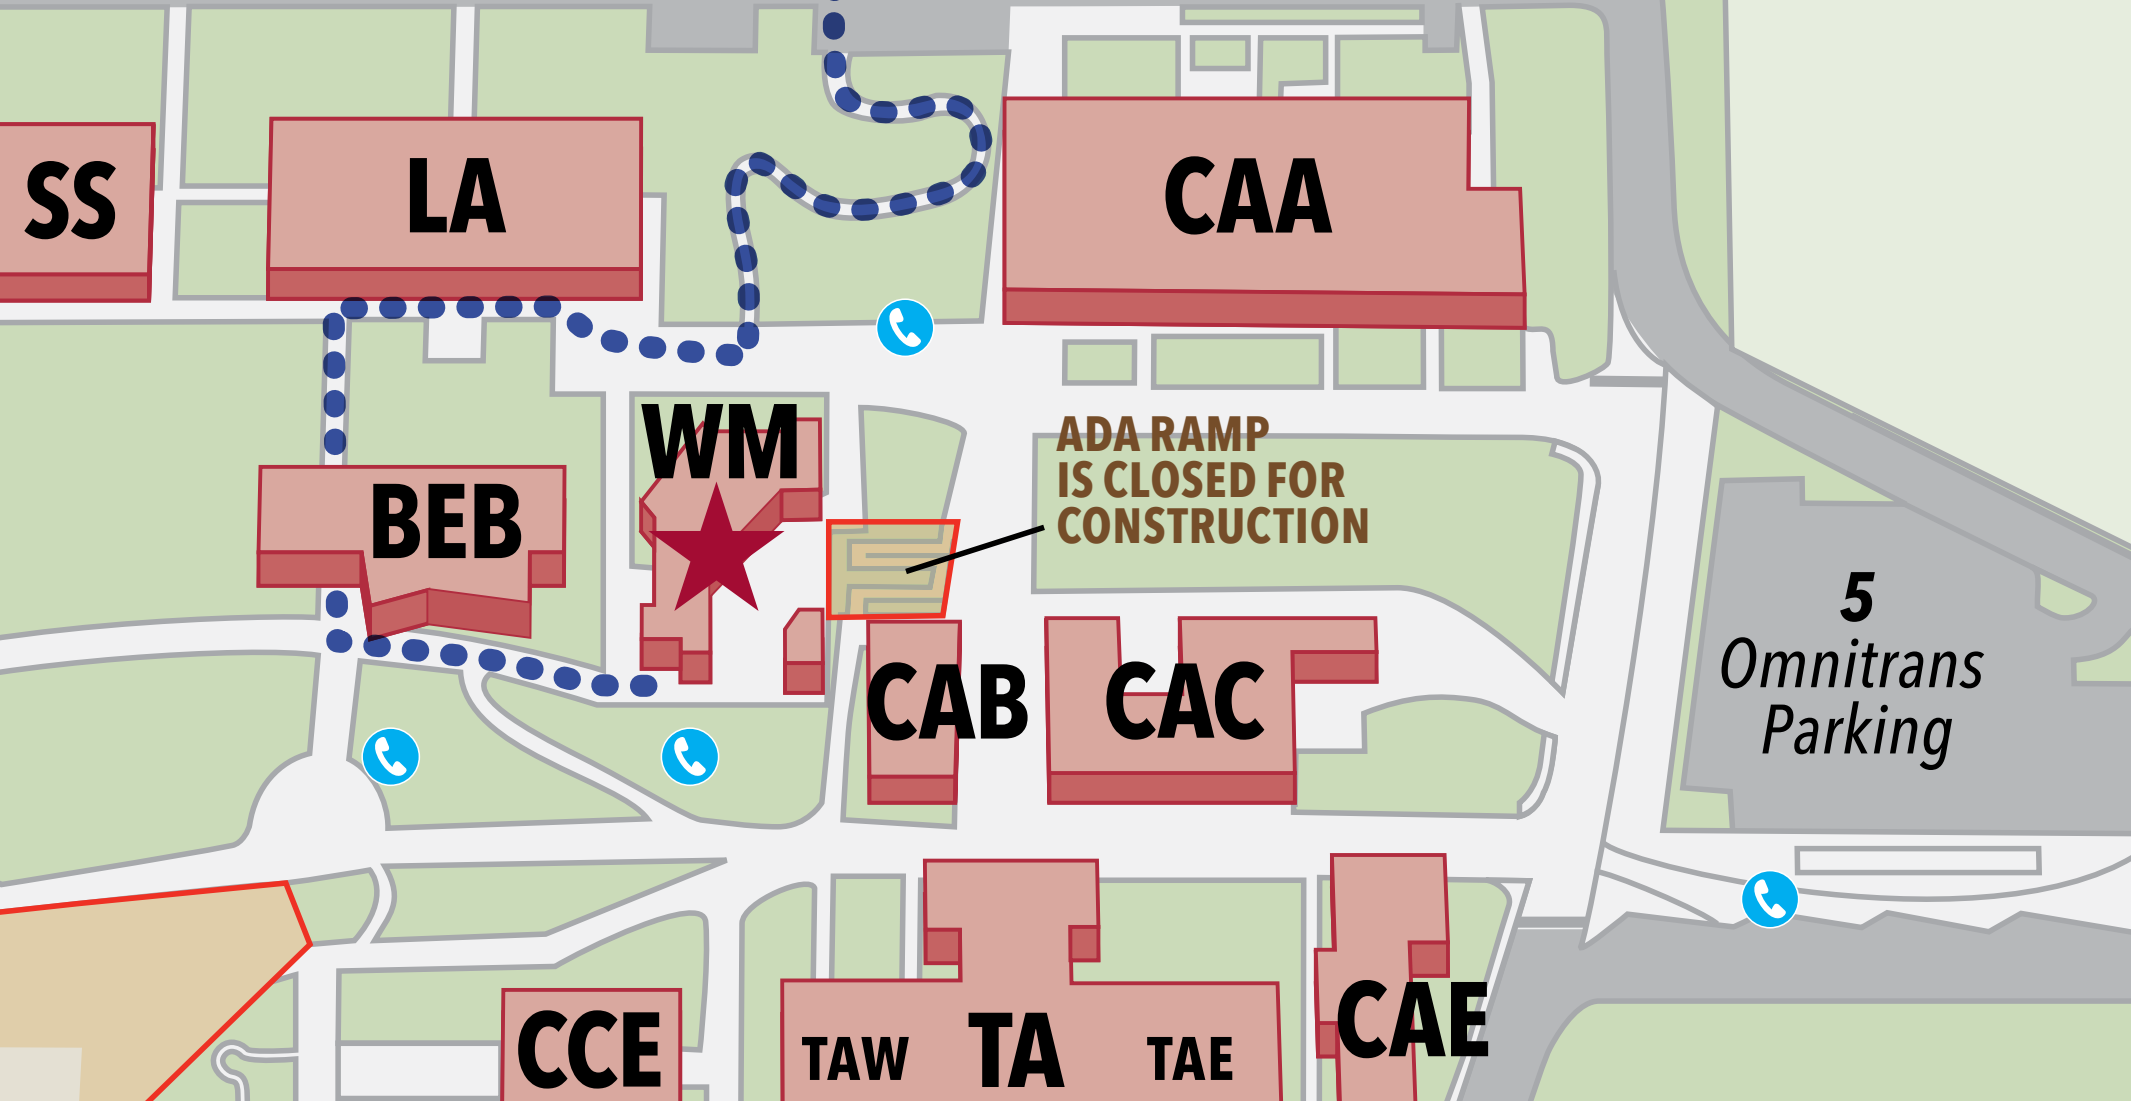 SS
LA
CAA
WM
ADA RAMP
IS CLOSED FOR
CONSTRUCTION
BEB
5
Omnitrans
Parking
CAB
CAC
CCE
TAW
TA
TAE
CAE